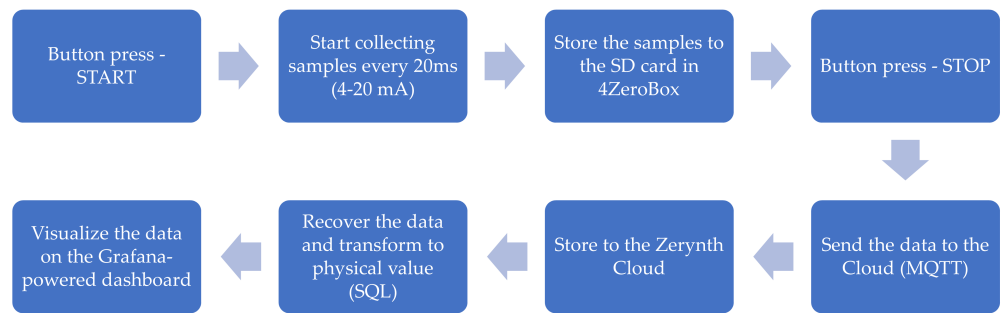 Button press -
START
Start collecting
samples every 20ms
(4-20 mA)
Store the samples to
the SD card in
4ZeroBox
Button press - STOP
Send the data to the
Cloud (MQTT)
Store to the Zerynth
Cloud
Recover the data
and transform to
physical value
(SQL)
Visualize the data
on the Grafana-
powered dashboard